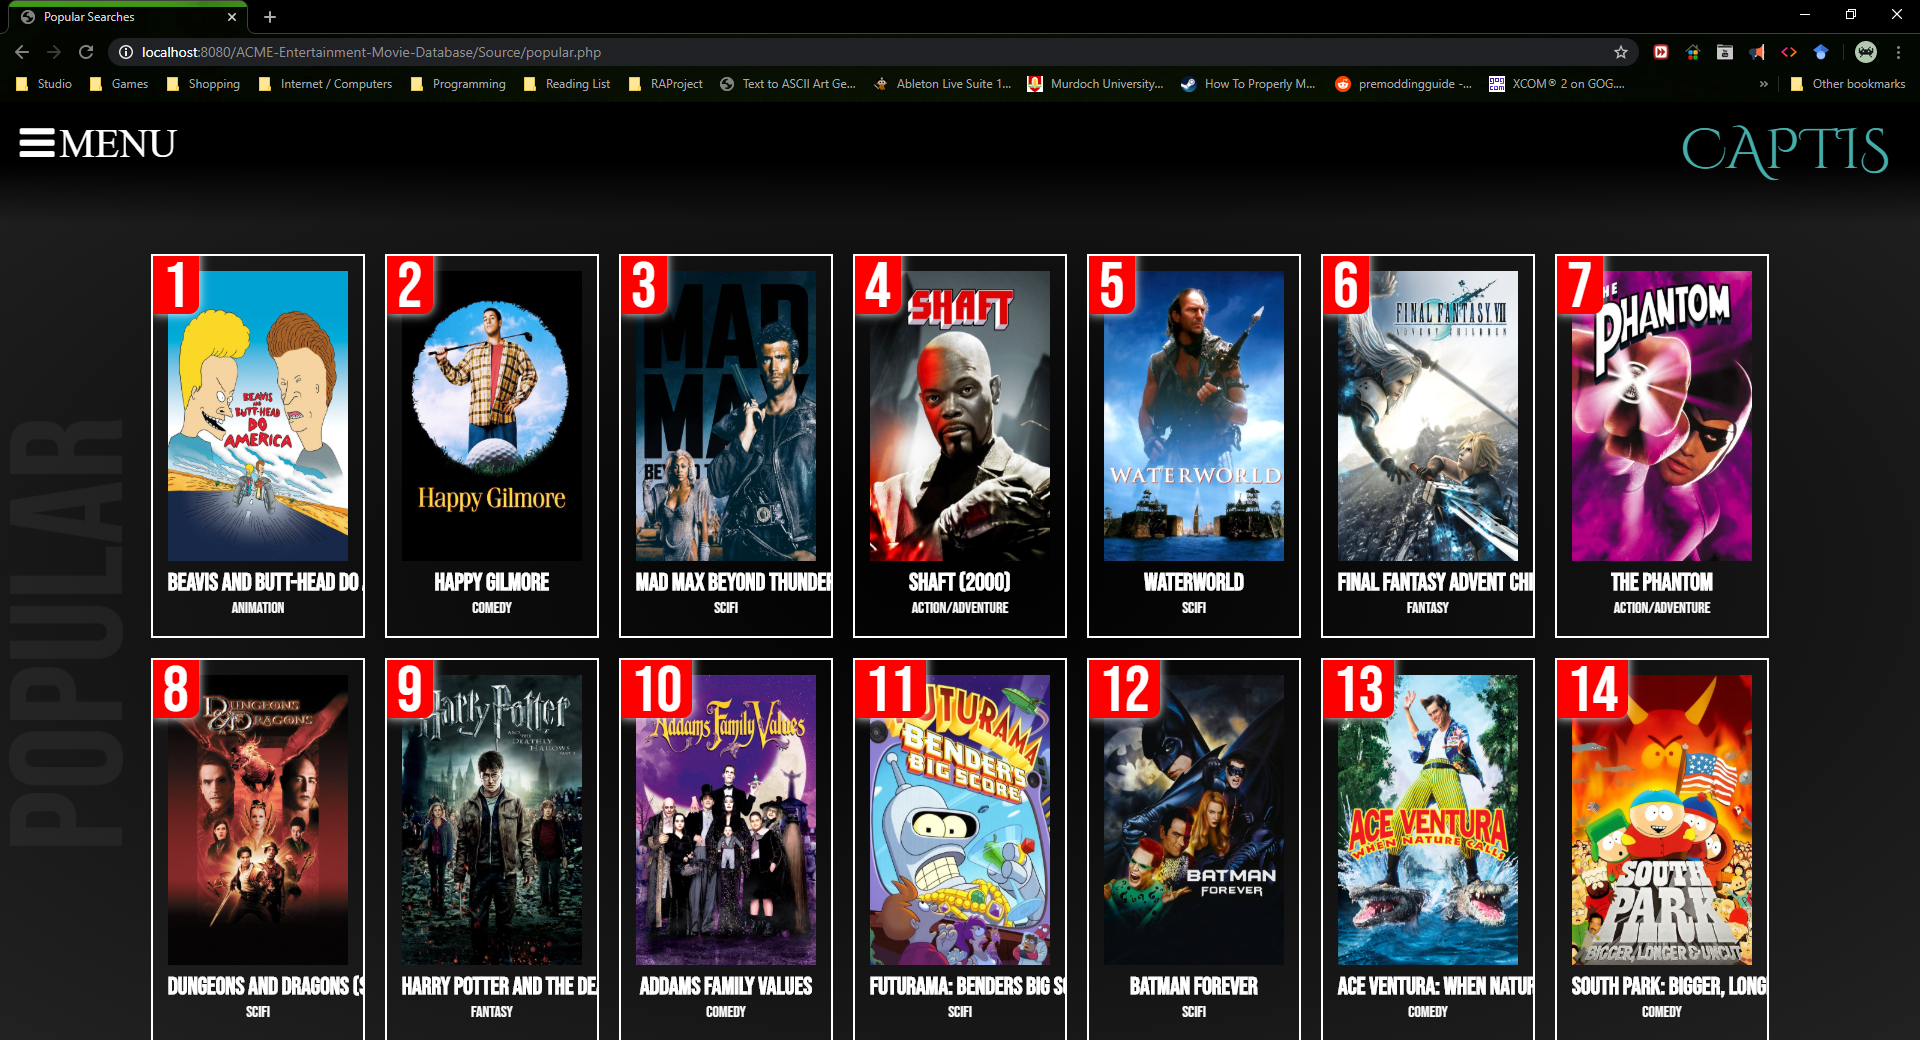 Popular Searches
localhost:8080/ACME-Entertainment-Movie-Database/Source/popular.php
Studio
Games
Shopping
Internet / Computers
Programming
Reading List
RAProject
Text to ASCII Art Ge...
Ableton Live Suite 1...
Murdoch University...
How To Properly M...
premoddingguide -...
gog com
XCOM® 2 on GOG....
»
Other bookmarks
MENU
CAPTIS
POPULAR
1
BEAVIS AND BUTT-HEAD DO AMERICA
BEAVIS AND BUTT-HEAD DO
ANIMATION
2
Happy Gilmore
HAPPY GILMORE
COMEDY
3
MAD
MAX
BEYOND T
MAD MAX BEYOND THUNDER
SCIFI
4
SHAFT
SHAFT (2000)
ACTION/ADVENTURE
5
WATERWORLD
WATERWORLD
SCIFI
6
FINAL FANTASY VII
ADVENT CHILDREN
FINAL FANTASY ADVENT CHI
FANTASY
7
THE
PHANTOM
THE PHANTOM
ACTION/ADVENTURE
8
DUNGEONS
& DRAGONS
DUNGEONS AND DRAGONS (S
SCIFI
9
Harry Potter
AND THE
DEATHLY
HALLOWS
HARRY POTTER AND THE DEA
FANTASY
10
Addams Family Values
ADDAMS FAMILY VALUES
COMEDY
11
FUTURAMA
BENDER'S
BIG SCORE
FUTURAMA: BENDERS BIG SC
SCIFI
12
BATMAN
FOREVER
BATMAN FOREVER
SCIFI
13
ACE VENTURA
WHEN NATURE CALLS
ACE VENTURA: WHEN NATUR
COMEDY
14
SOUTH
PARK
BIGGER, LONGER & UNCUT
SOUTH PARK: BIGGER, LONG
COMEDY